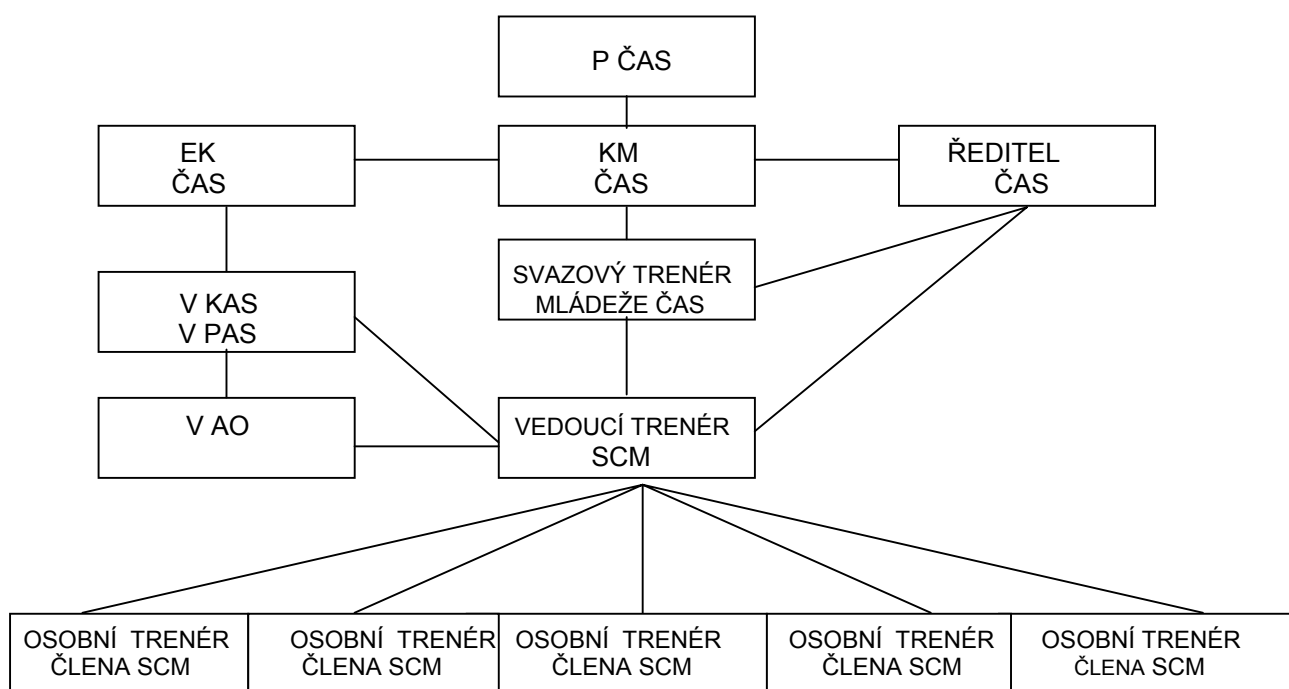 P ČAS
EK
ČAS
KM
ČAS
ŘEDITEL
ČAS
SVAZOVÝ TRENÉR
MLÁDEŽE ČAS
V KAS
V PAS
V AO
VEDOUCÍ TRENÉR
SCM
OSOBNÍ TRENÉR
ČLENA SCM
OSOBNÍ TRENÉR
ČLENA SCM
OSOBNÍ TRENÉR
ČLENA SCM
OSOBNÍ TRENÉR
ČLENA SCM
OSOBNÍ TRENÉR
ČLENA SCM